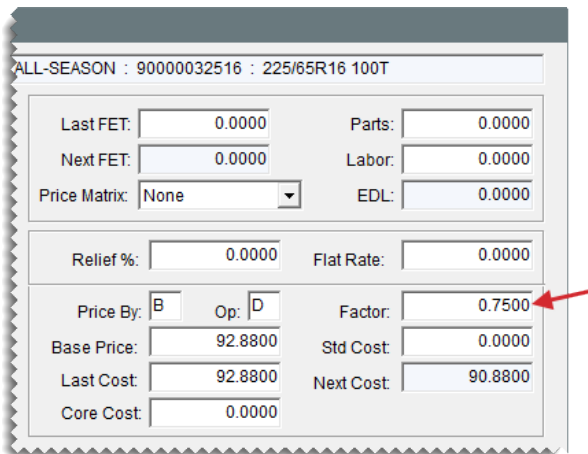 ALL-SEASON : 90000032516 : 225/65R16 100T
Last FET: 0.0000 Parts: 0.0000
Next FET: 0.0000 Labor: 0.0000
Price Matrix: None EDL: 0.0000
Relief %: 0.0000 Flat Rate: 0.0000
Price By: B Op: D Factor: 0.7500
Base Price: 92.8800 Std Cost: 0.0000
Last Cost: 92.8800 Next Cost: 90.8800
Core Cost: 0.0000